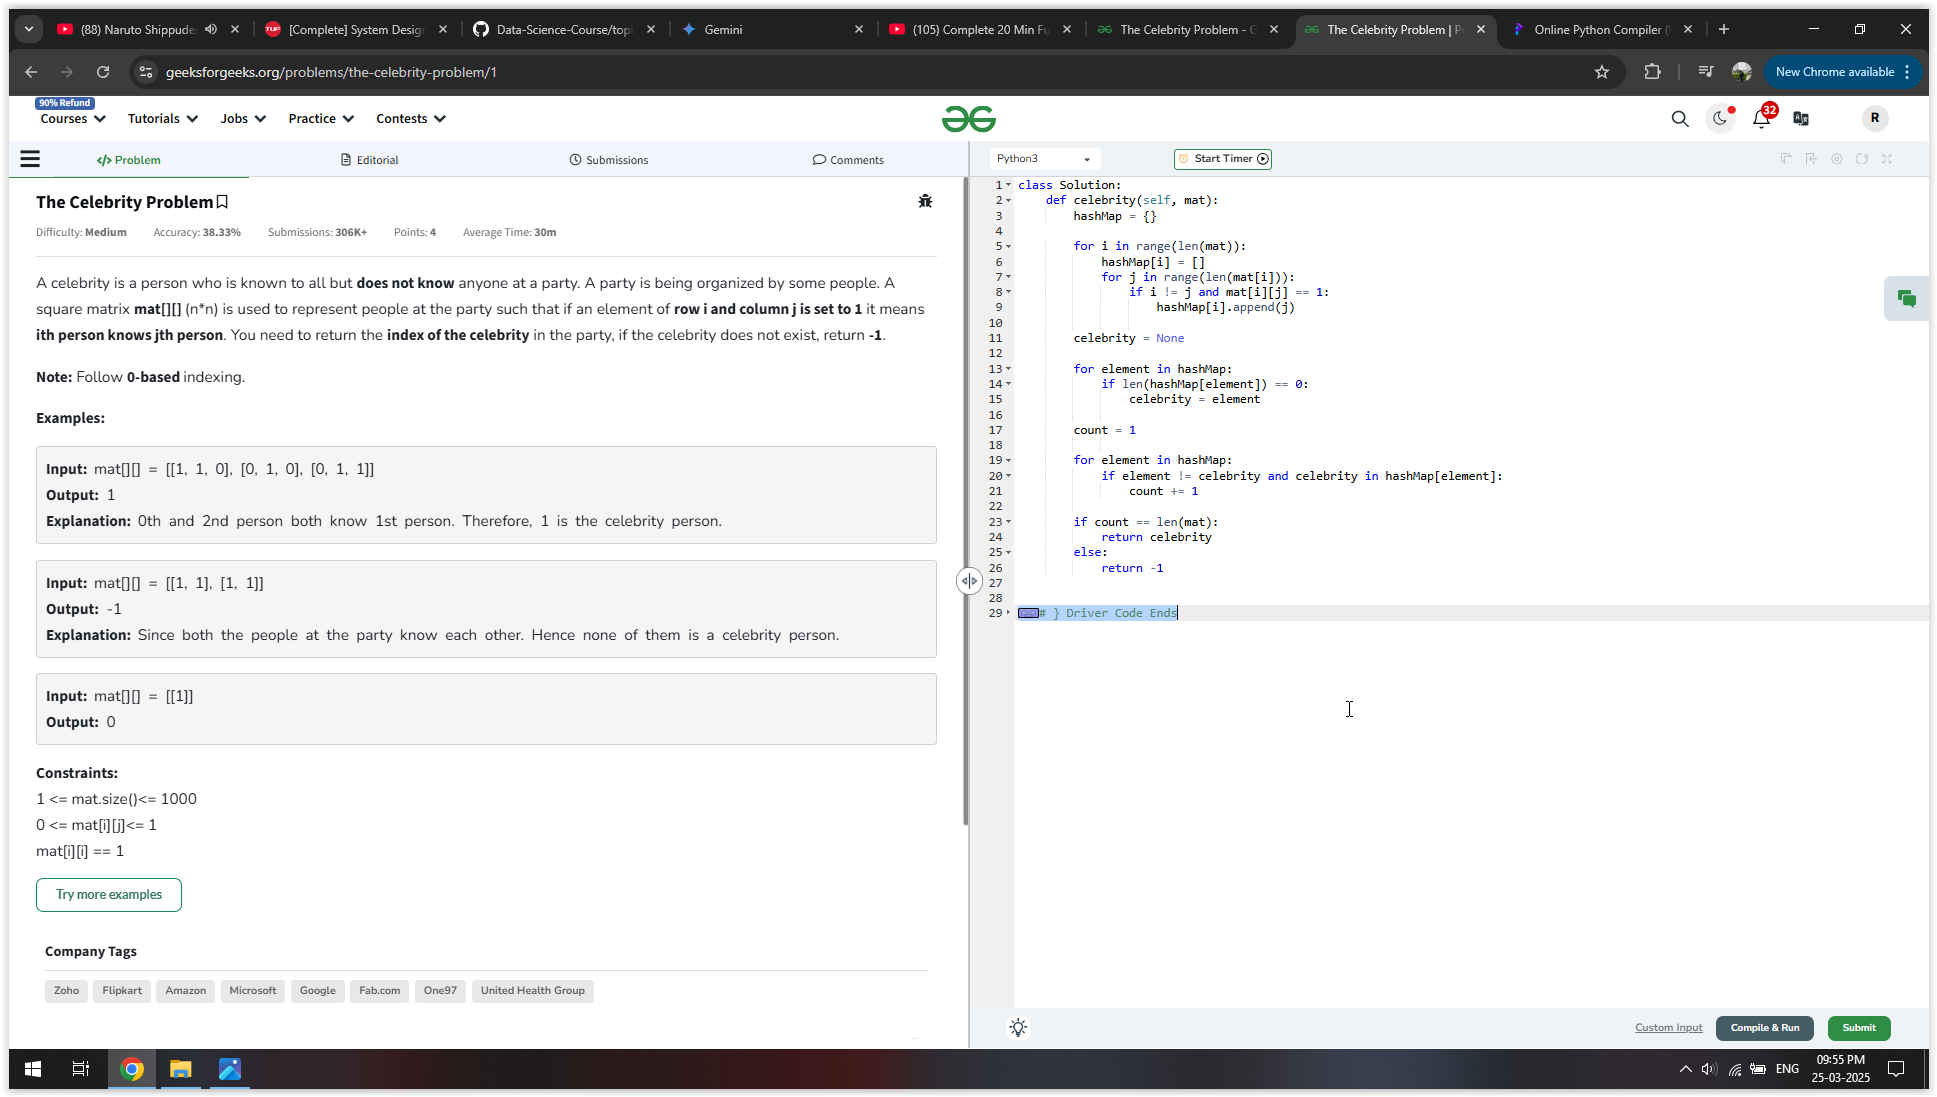 (88) Naruto Shippude
[Complete] System Desig
Data-Science-Course/topi
Gemini
(105) Complete 20 Min Fu
The Celebrity Problem - G
The Celebrity Problem | P
Online Python Compiler (
geeksforgeeks.org/problems/the-celebrity-problem/1
New Chrome available
90% Refund
Courses
Tutorials
Jobs
Practice
Contests
32
R
Problem
Editorial
Submissions
Comments
Python3
Start Timer
The Celebrity Problem
Difficulty: Medium Accuracy: 38.33% Submissions: 306K+ Points: 4 Average Time: 30m
A celebrity is a person who is known to all but does not know anyone at a party. A party is being organized by some people. A
square matrix mat[][] (n*n) is used to represent people at the party such that if an element of row i and column j is set to 1 it means
ith person knows jth person. You need to return the index of the celebrity in the party, if the celebrity does not exist, return -1.
Note: Follow 0-based indexing.
Examples:
Input: mat[][] = [[1, 1, 0], [0, 1, 0], [0, 1, 1]]
Output: 1
Explanation: 0th and 2nd person both know 1st person. Therefore, 1 is the celebrity person.
Input: mat[][] = [[1, 1], [1, 1]]
Output: -1
Explanation: Since both the people at the party know each other. Hence none of them is a celebrity person.
Input: mat[][] = [[1]]
Output: 0
Constraints:
1 <= mat.size()<= 1000
0 <= mat[i][j]<= 1
mat[i][i] == 1
Try more examples
Company Tags
Zoho Flipkart Amazon Microsoft Google Fab.com One97 United Health Group
1 class Solution:
2 def celebrity(self, mat):
3 hashMap = {}
4
5 for i in range(len(mat)):
6 hashMap[i] = []
7 for j in range(len(mat[i])):
8 if i != j and mat[i][j] == 1:
9 hashMap[i].append(j)
10
11 celebrity = None
12
13 for element in hashMap:
14 if len(hashMap[element]) == 0:
15 celebrity = element
16
17 count = 1
18
19 for element in hashMap:
20 if element != celebrity and celebrity in hashMap[element]:
21 count += 1
22
23 if count == len(mat):
24 return celebrity
25 else:
26 return -1
27
28
29 # } Driver Code Ends
Custom Input
Compile & Run
Submit
ENG
09:55 PM
25-03-2025